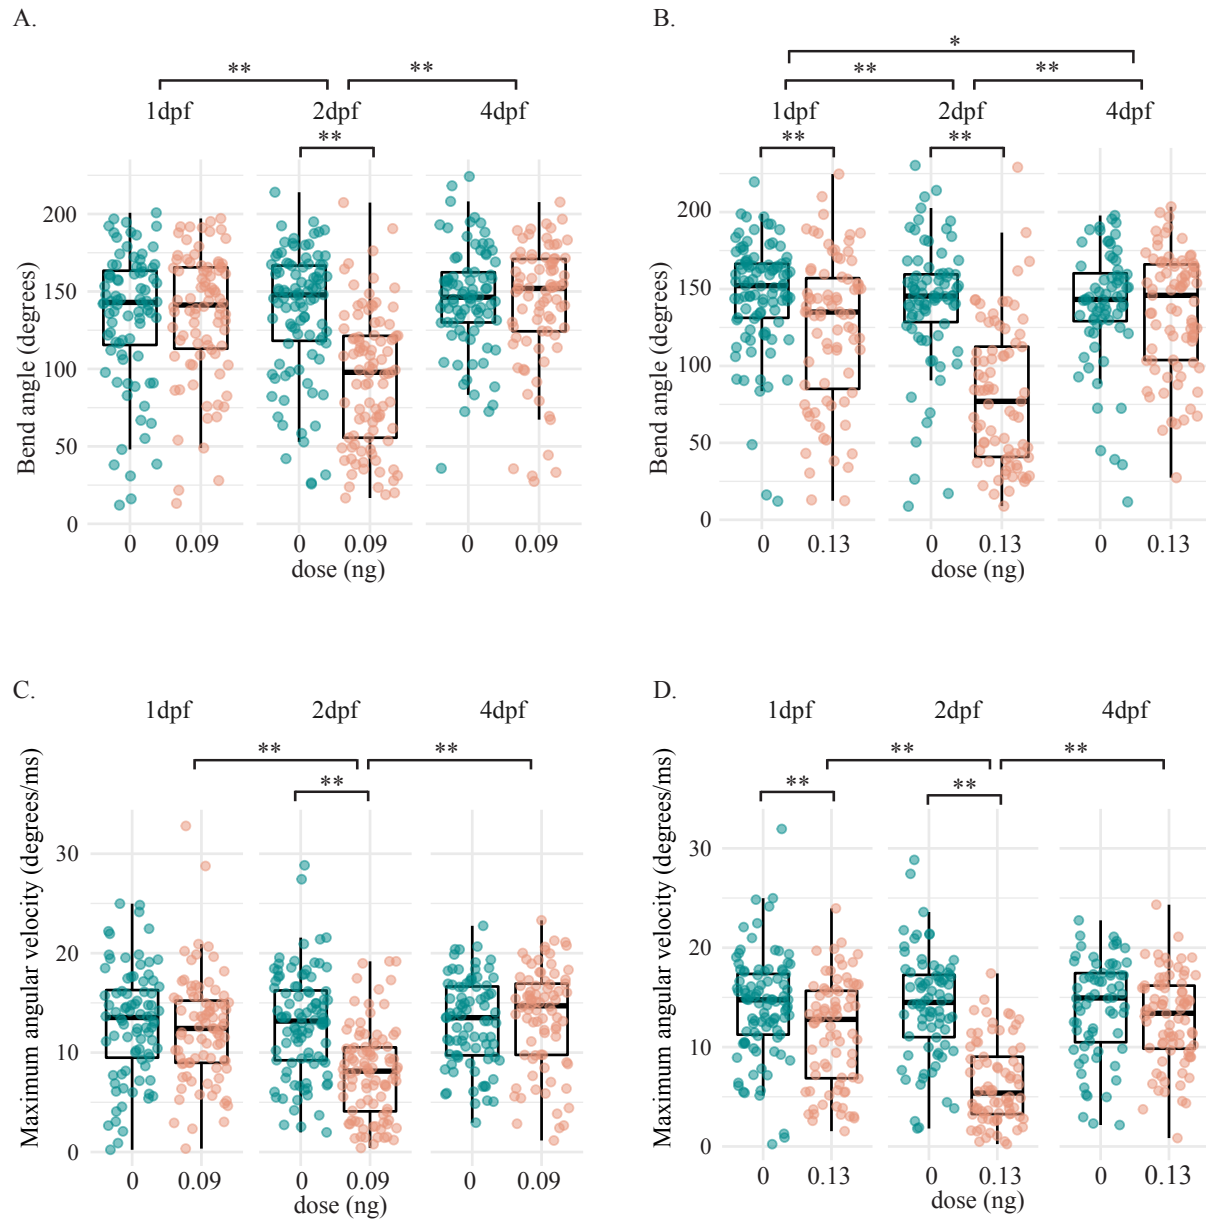 A.
B.
*
** **
** **
1dpf 2dpf 4dpf
1dpf 2dpf 4dpf
**
** **
Bend angle (degrees)
200
150
100
50
0
0 0.09 0 0.09 0 0.09
dose (ng)
Bend angle (degrees)
200
150
100
50
0
0 0.13 0 0.13 0 0.13
dose (ng)
C.
D.
1dpf 2dpf 4dpf
1dpf 2dpf 4dpf
** **
**
** **
** **
Maximum angular velocity (degrees/ms)
30
20
10
0
0 0.09 0 0.09 0 0.09
dose (ng)
Maximum angular velocity (degrees/ms)
30
20
10
0
0 0.13 0 0.13 0 0.13
dose (ng)